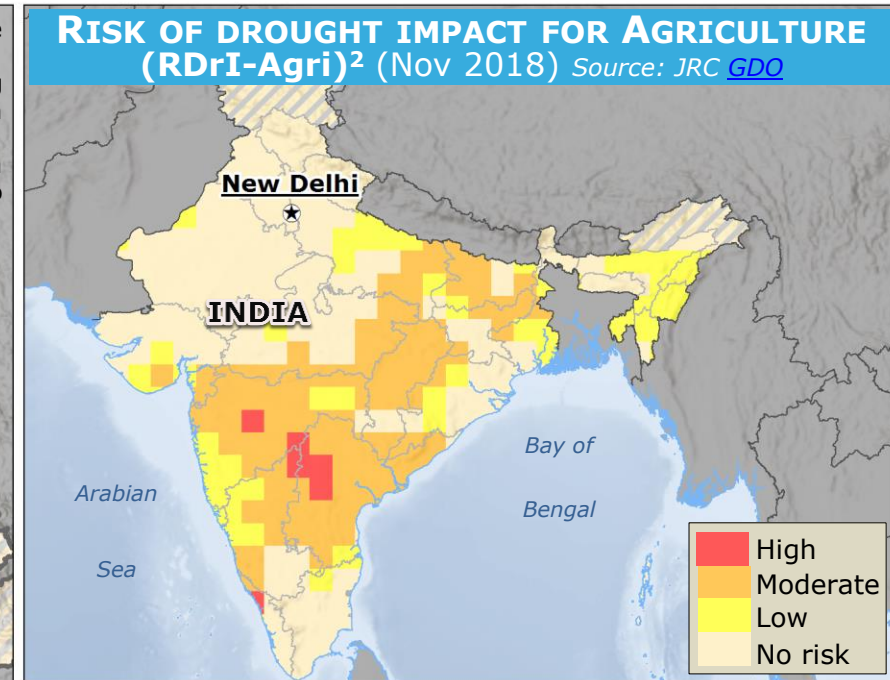 RISK OF DROUGHT IMPACT FOR AGRICULTURE
(RDrI-Agri)² (Nov 2018) Source: JRC GDO
New Delhi
INDIA
Arabian
Sea
Bay of
Bengal
High
Moderate
Low
No risk